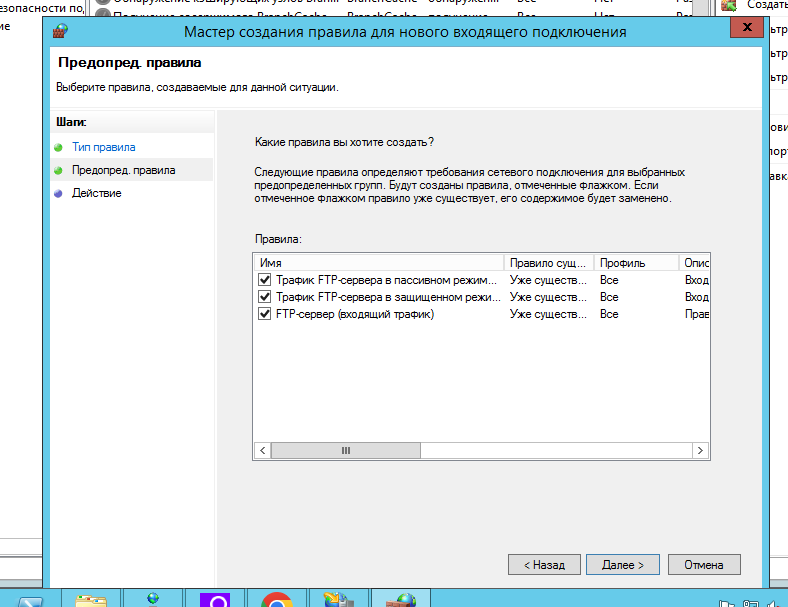 езопасности по
Создать
ие
Мастер создания правила для нового входящего подключения
Предопред. правила
Выберите правила, создаваемые для данной ситуации.
Шаги:
Тип правила
Предопред. правила
Действие
Какие правила вы хотите создать?
Следующие правила определяют требования сетевого подключения для выбранных
предопределенных групп. Будут созданы правила, отмеченные флажком. Если
отмеченное флажком правило уже существует, его содержимое будет заменено.
Правила:
Имя Правило сущ... Профиль Опис
Трафик FTP-сервера в пассивном режим... Уже существ... Все Вход
Трафик FTP-сервера в защищенном режи... Уже существ... Все Вход
FTP-сервер (входящий трафик) Уже существ... Все Прав
< Назад Далее > Отмена